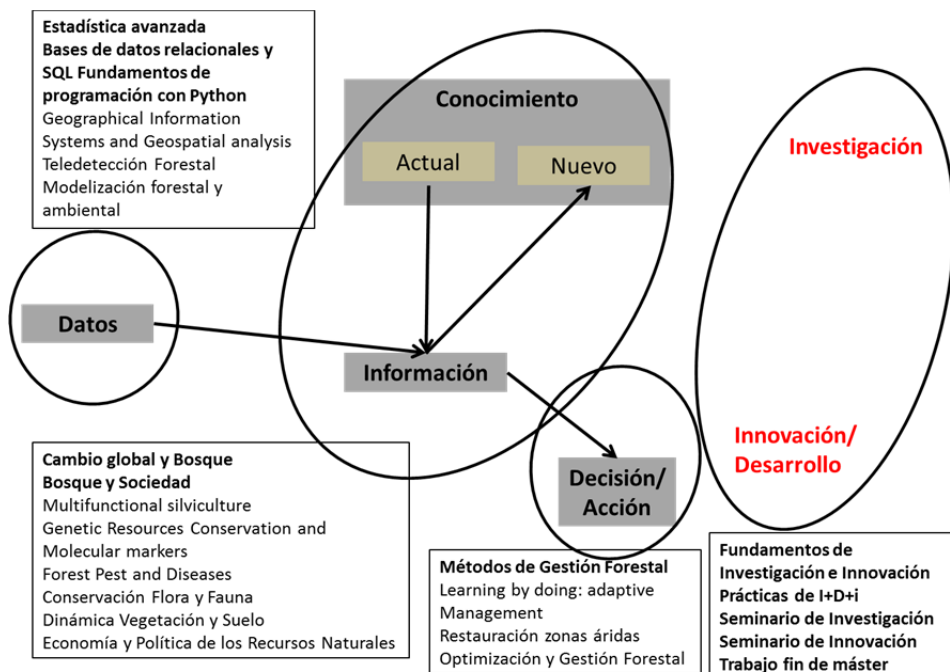 Estadística avanzada
Bases de datos relacionales y
SQL Fundamentos de
programación con Python
Geographical Information
Systems and Geospatial analysis
Teledetección Forestal
Modelización forestal y
ambiental
Conocimiento
Actual
Nuevo
Investigación
Datos
Información
Innovación/
Desarrollo
Decisión/
Acción
Cambio global y Bosque
Bosque y Sociedad
Multifunctional silviculture
Genetic Resources Conservation and
Molecular markers
Forest Pest and Diseases
Conservación Flora y Fauna
Dinámica Vegetación y Suelo
Economía y Política de los Recursos Naturales
Métodos de Gestión Forestal
Learning by doing: adaptive
Management
Restauración zonas áridas
Optimización y Gestión Forestal
Fundamentos de
Investigación e Innovación
Prácticas de I+D+i
Seminario de Investigación
Seminario de Innovación
Trabajo fin de máster